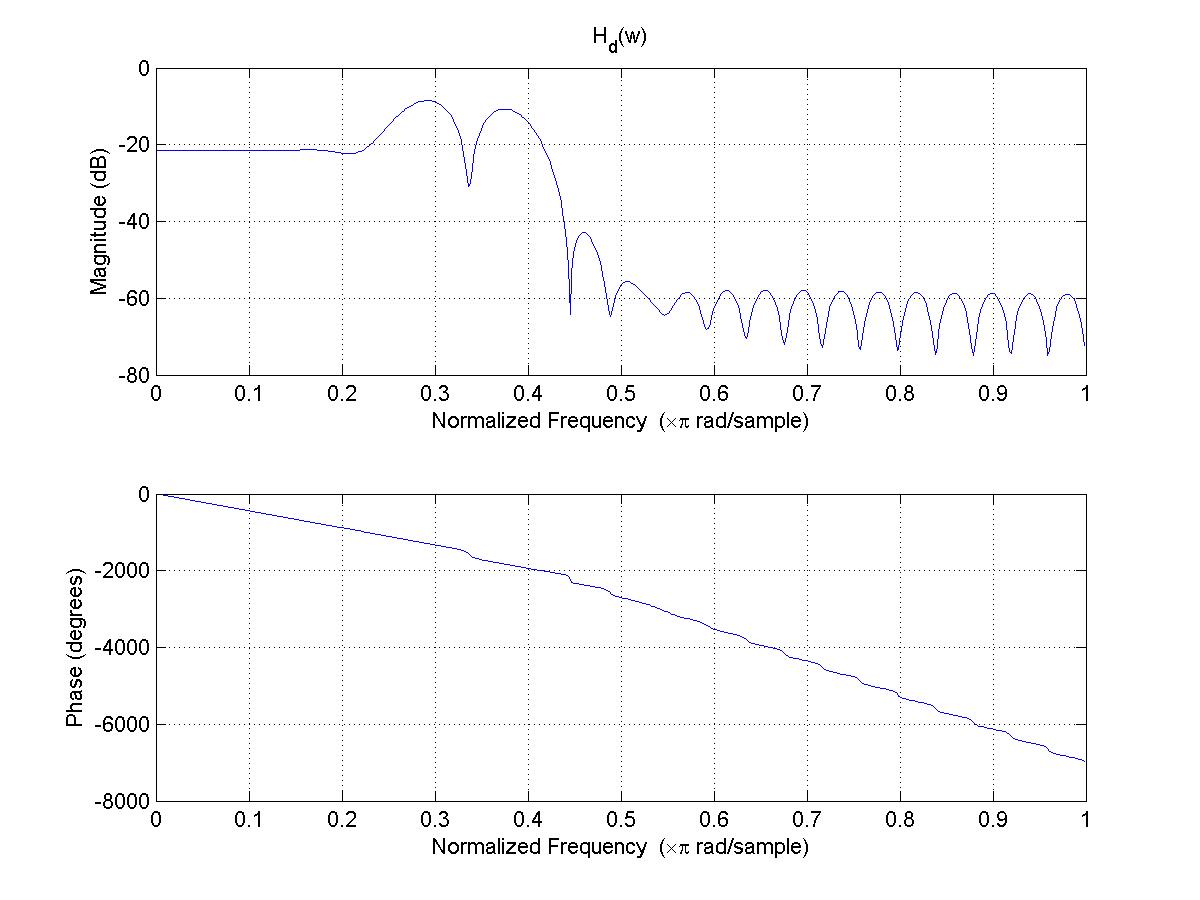 H_d(w)
0
-20
-40
-60
-80
Magnitude (dB)
0 0.1 0.2 0.3 0.4 0.5 0.6 0.7 0.8 0.9 1
Normalized Frequency (×π rad/sample)
0
-2000
-4000
-6000
-8000
Phase (degrees)
0 0.1 0.2 0.3 0.4 0.5 0.6 0.7 0.8 0.9 1
Normalized Frequency (×π rad/sample)